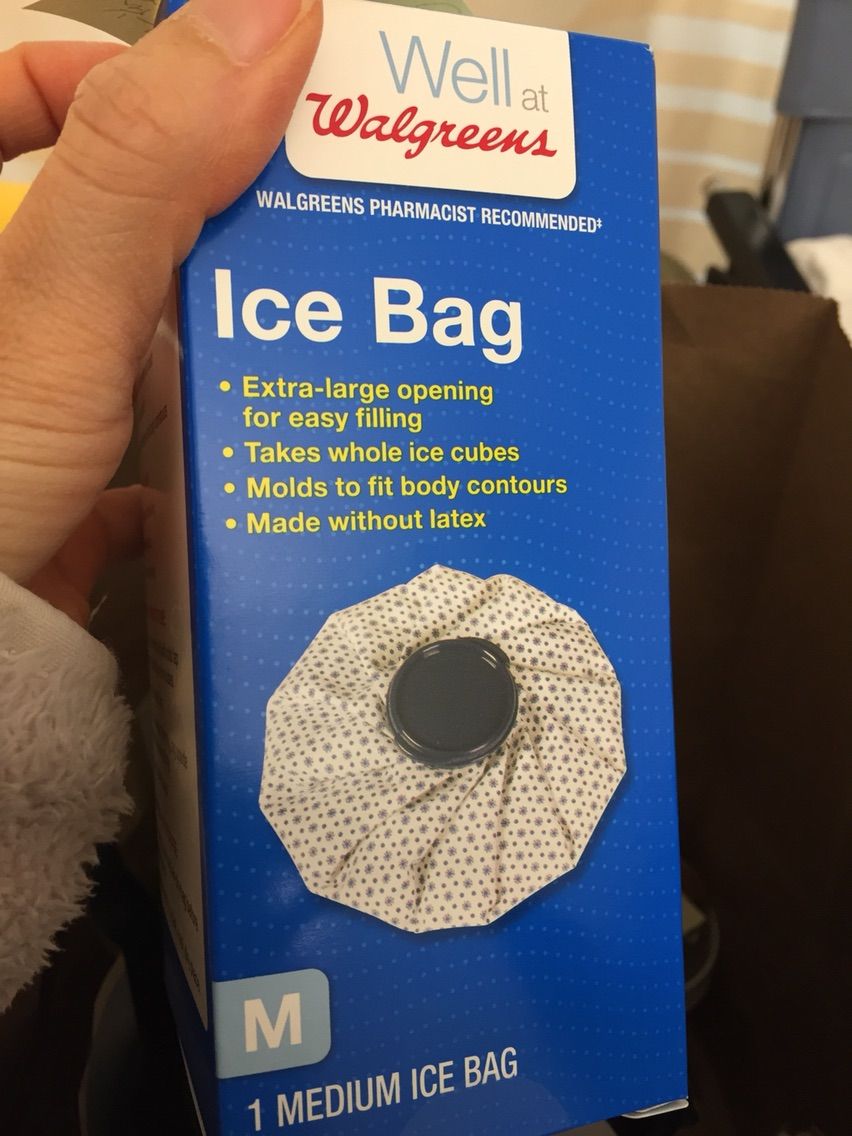 Well at
Walgreens
WALGREENS PHARMACIST RECOMMENDED‡
Ice Bag
• Extra-large opening
for easy filling
• Takes whole ice cubes
• Molds to fit body contours
• Made without latex
M
1 MEDIUM ICE BAG